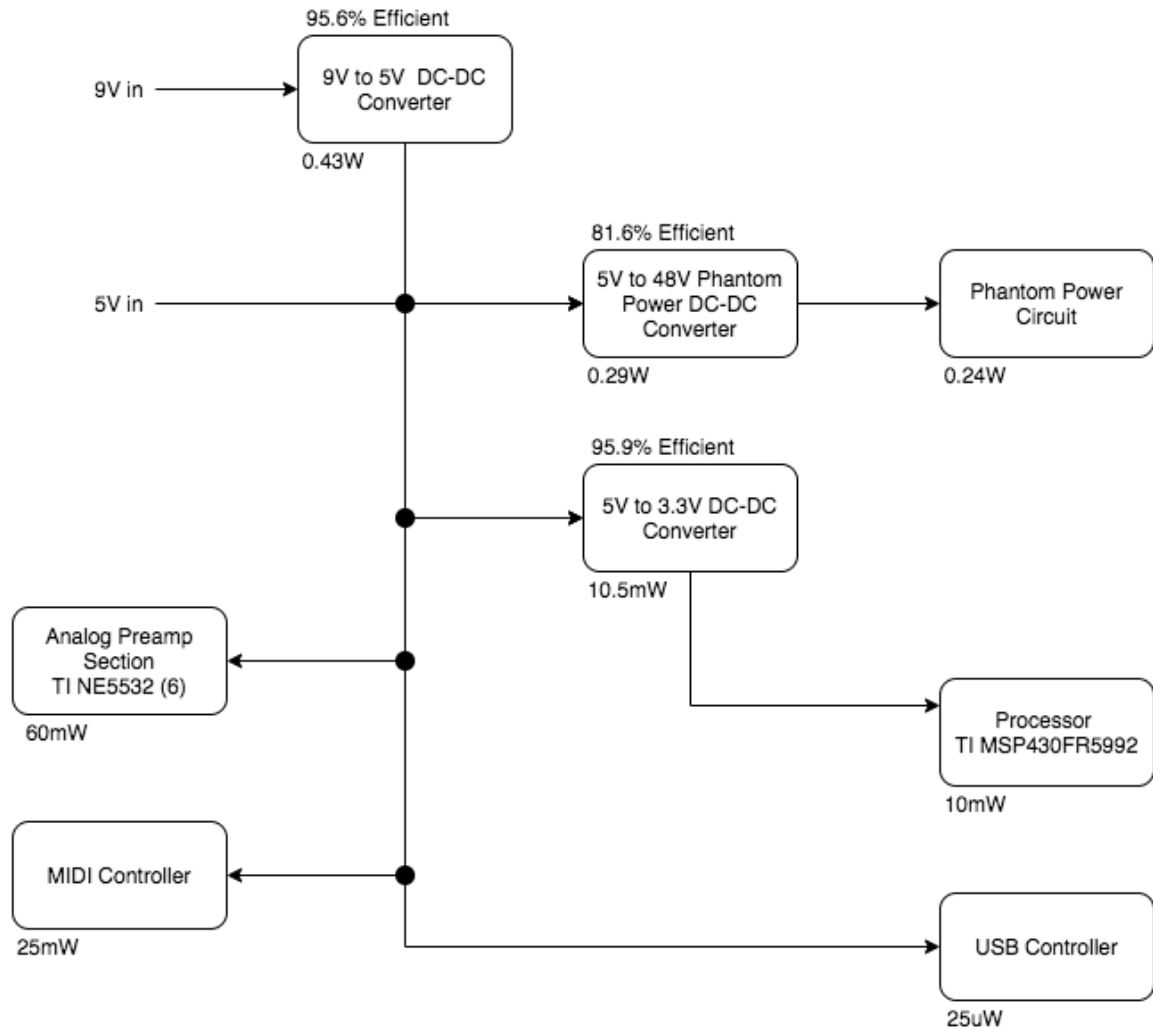 95.6% Efficient
9V to 5V DC-DC
Converter
9V in
0.43W
81.6% Efficient
5V to 48V Phantom
Power DC-DC
Converter
Phantom Power
Circuit
5V in
0.29W
0.24W
95.9% Efficient
5V to 3.3V DC-DC
Converter
10.5mW
Analog Preamp
Section
TI NE5532 (6)
60mW
Processor
TI MSP430FR5992
10mW
MIDI Controller
25mW
USB Controller
25uW